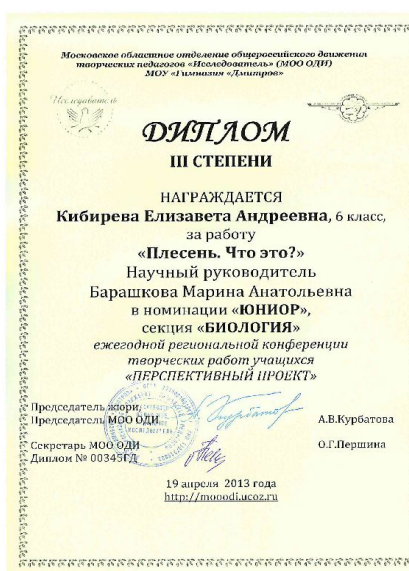 Московское областное отделение общероссийского движения
творческих педагогов «Исследователь» (МОО ОДИ)
МОУ «Гимназия «Дмитров»
Исследователь
ДИПЛОМ
III СТЕПЕНИ
НАГРАЖДАЕТСЯ
Кибирева Елизавета Андреевна, 6 класс,
за работу
«Плесень. Что это?»
Научный руководитель
Барашкова Марина Анатольевна
в номинации «ЮНИОР»,
секция «БИОЛОГИЯ»
ежегодной региональной конференции
творческих работ учащихся
«ПЕРСПЕКТИВНЫЙ ПРОЕКТ»
Председатель жюри,
Председатель МОО ОДИ А.В.Курбатова
Секретарь МОО ОДИ О.Г.Першина
Диплом № 00345ГД
19 апреля 2013 года
http://mooodi.ucoz.ru